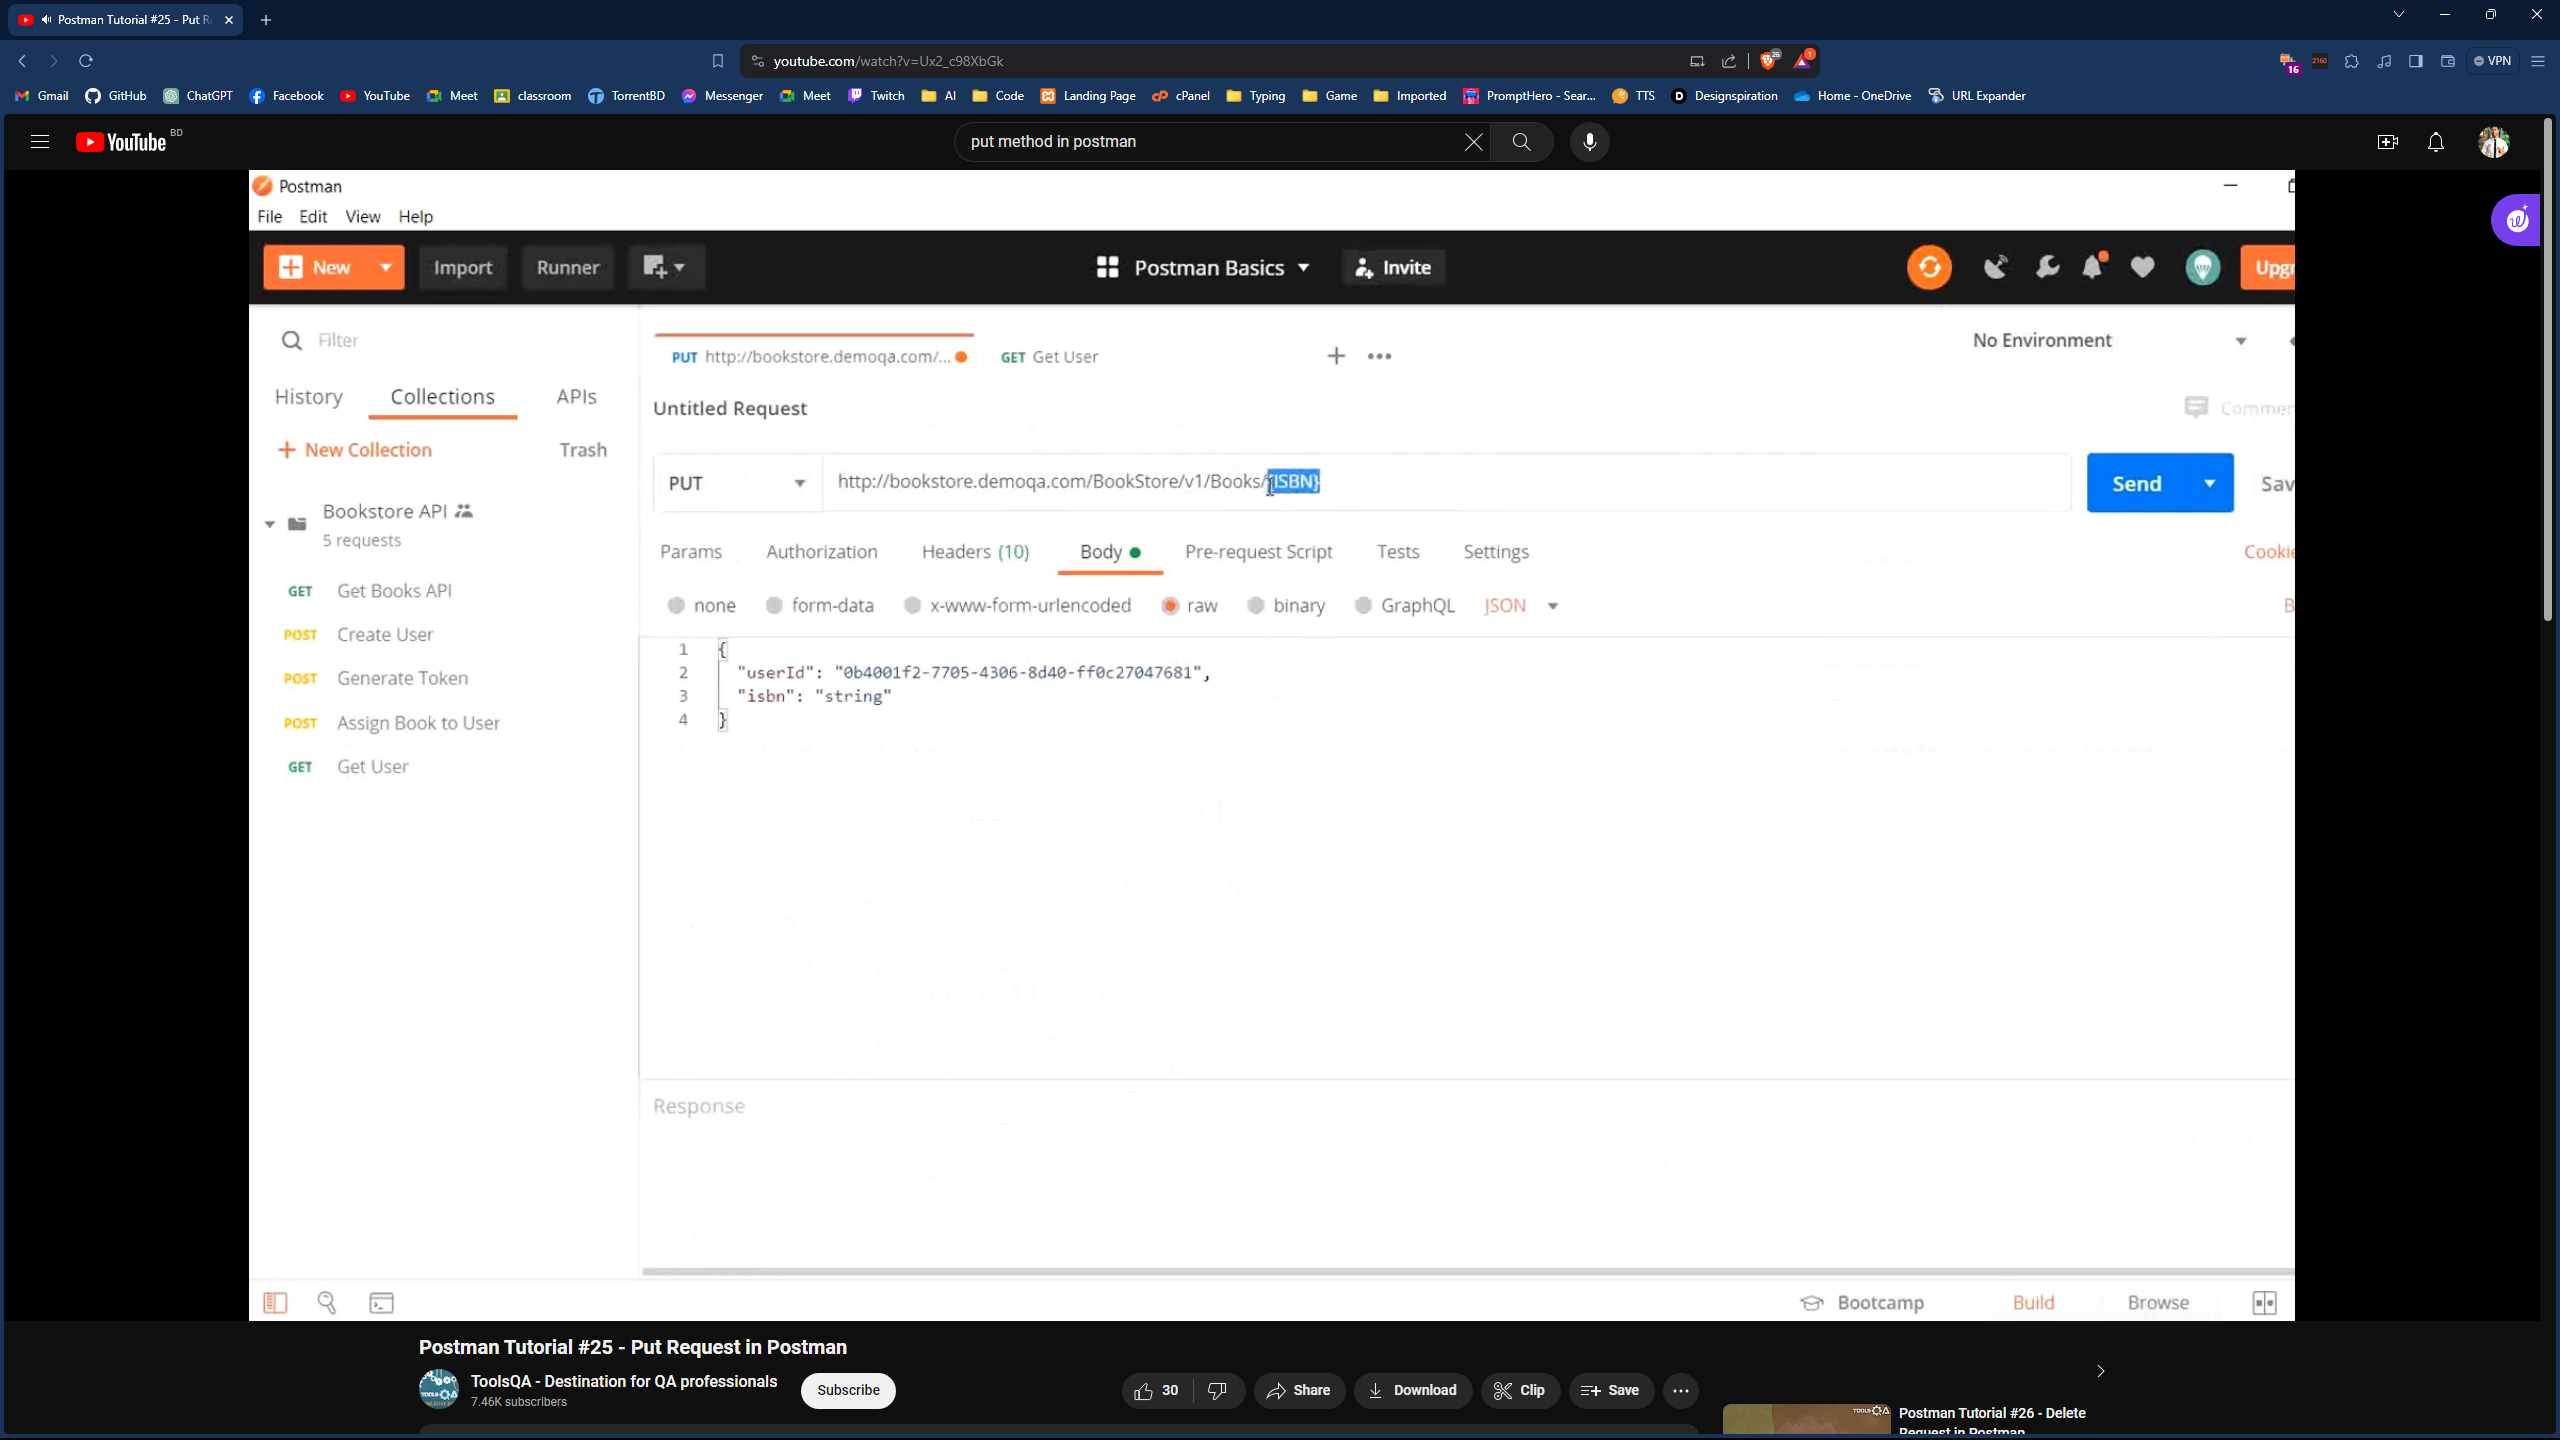 Postman Tutorial #25 - Put R
youtube.com/watch?v=Ux2_c98XbGk
26
1
16
2160
VPN
Gmail GitHub ChatGPT Facebook YouTube Meet classroom TorrentBD Messenger Meet Twitch AI Code Landing Page cPanel Typing Game Imported PromptHero - Sear... TTS Designspiration Home - OneDrive URL Expander
YouTube BD
put method in postman
Postman
File Edit View Help
New Import Runner Postman Basics Invite Upgr
Filter
No Environment
PUT http://bookstore.demoqa.com/... GET Get User
History Collections APIs
Untitled Request
Commen
New Collection Trash
PUT http://bookstore.demoqa.com/BookStore/v1/Books/{ISBN} Send Sav
Bookstore API
5 requests
Params Authorization Headers (10) Body Pre-request Script Tests Settings Cookie
GET Get Books API
none form-data x-www-form-urlencoded raw binary GraphQL JSON B
POST Create User
POST Generate Token
POST Assign Book to User
GET Get User
1 {
2 "userId": "0b4001f2-7705-4306-8d40-ff0c27047681",
3 "isbn": "string"
4 }
Response
Bootcamp Build Browse
Postman Tutorial #25 - Put Request in Postman
ToolsQA - Destination for QA professionals
7.46K subscribers
Subscribe
30 Share Download Clip Save
Postman Tutorial #26 - Delete
Request in Postman